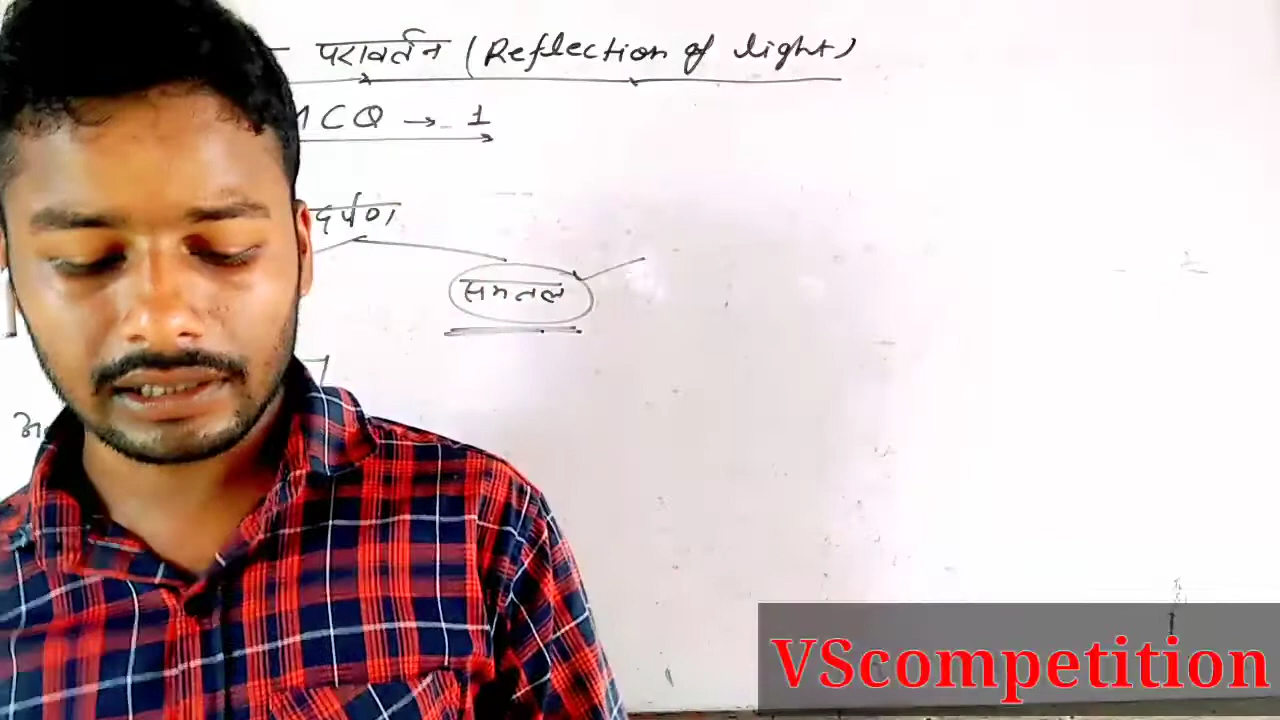 परावर्तन (Reflection of light)
MCQ → 1
दर्पण
समतल
VScompetition